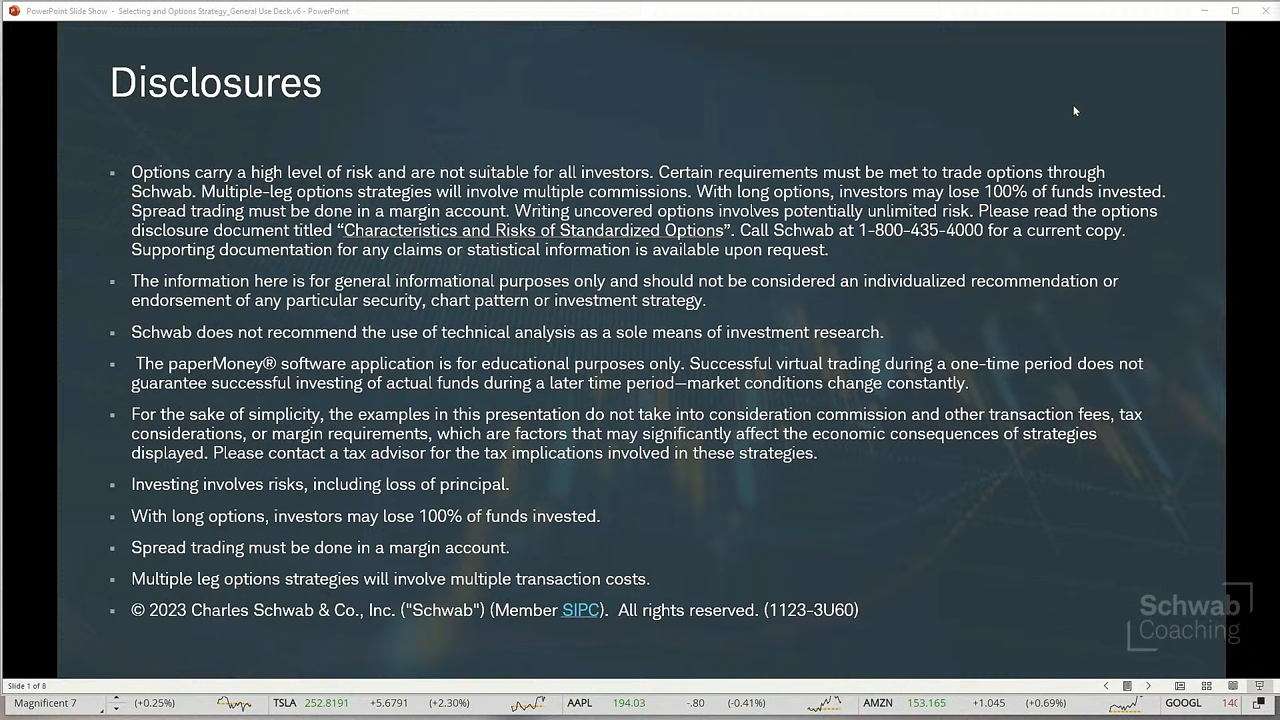 PowerPoint Slide Show - Selecting and Options Strategy_General Use Deck.v6 - PowerPoint
Disclosures
▪ Options carry a high level of risk and are not suitable for all investors. Certain requirements must be met to trade options through
Schwab. Multiple-leg options strategies will involve multiple commissions. With long options, investors may lose 100% of funds invested.
Spread trading must be done in a margin account. Writing uncovered options involves potentially unlimited risk. Please read the options
disclosure document titled “Characteristics and Risks of Standardized Options”. Call Schwab at 1-800-435-4000 for a current copy.
Supporting documentation for any claims or statistical information is available upon request.
▪ The information here is for general informational purposes only and should not be considered an individualized recommendation or
endorsement of any particular security, chart pattern or investment strategy.
▪ Schwab does not recommend the use of technical analysis as a sole means of investment research.
▪ The paperMoney® software application is for educational purposes only. Successful virtual trading during a one-time period does not
guarantee successful investing of actual funds during a later time period—market conditions change constantly.
▪ For the sake of simplicity, the examples in this presentation do not take into consideration commission and other transaction fees, tax
considerations, or margin requirements, which are factors that may significantly affect the economic consequences of strategies
displayed. Please contact a tax advisor for the tax implications involved in these strategies.
▪ Investing involves risks, including loss of principal.
▪ With long options, investors may lose 100% of funds invested.
▪ Spread trading must be done in a margin account.
▪ Multiple leg options strategies will involve multiple transaction costs.
▪ © 2023 Charles Schwab & Co., Inc. ("Schwab") (Member SIPC). All rights reserved. (1123-3U60)
Schwab
Coaching
Slide 1 of 8
Magnificent 7 (+0.25%) TSLA 252.8191 +5.6791 (+2.30%) AAPL 194.03 -.80 (-0.41%) AMZN 153.165 +1.045 (+0.69%) GOOGL